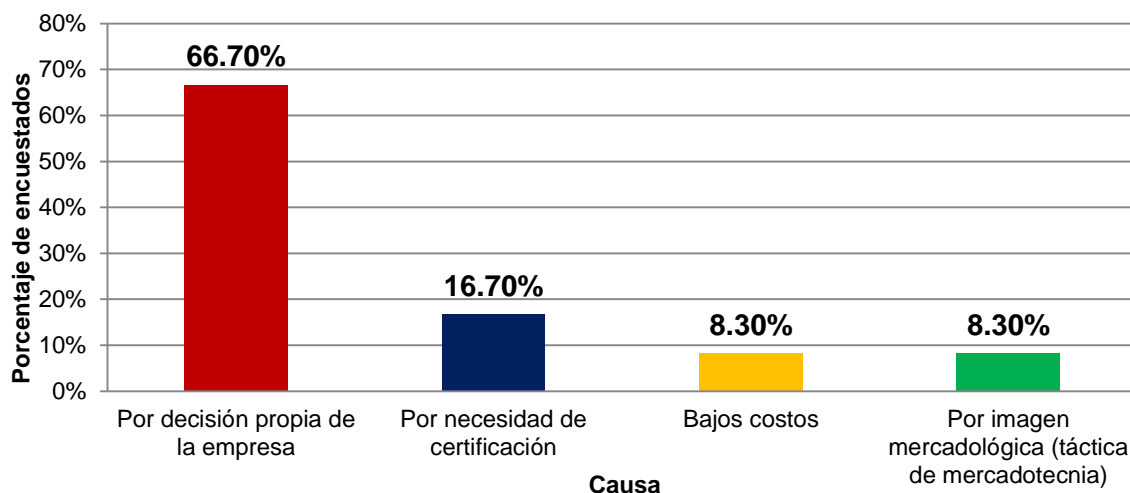 Porcentaje de encuestados
80%
70%
60%
50%
40%
30%
20%
10%
0%
66.70%
16.70%
8.30%
8.30%
Por decisión propia de
la empresa
Por necesidad de
certificación
Bajos costos
Por imagen
mercadológica (táctica
de mercadotecnia)
Causa